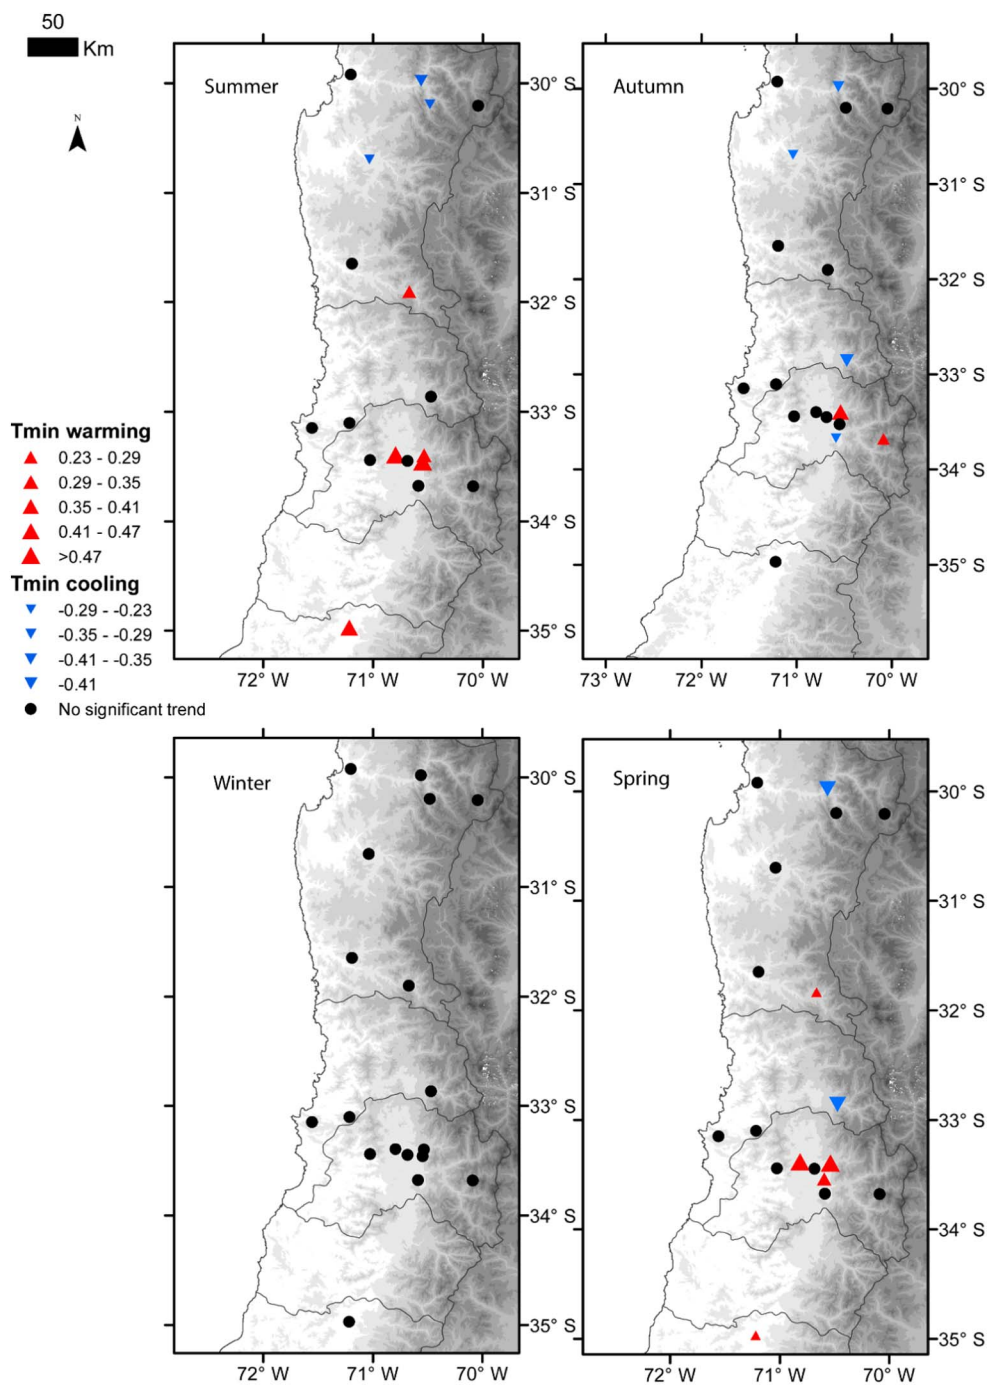 50
Km
N
Summer
30° S
31° S
32° S
33° S
34° S
35° S
72° W
71° W
70° W
Autumn
30° S
31° S
32° S
33° S
34° S
35° S
73° W
72° W
71° W
70° W
Tmin warming
0.23 - 0.29
0.29 - 0.35
0.35 - 0.41
0.41 - 0.47
>0.47
Tmin cooling
-0.29 - -0.23
-0.35 - -0.29
-0.41 - -0.35
-0.41
No significant trend
Winter
30° S
31° S
32° S
33° S
34° S
35° S
72° W
71° W
70° W
Spring
30° S
31° S
32° S
33° S
34° S
35° S
72° W
71° W
70° W